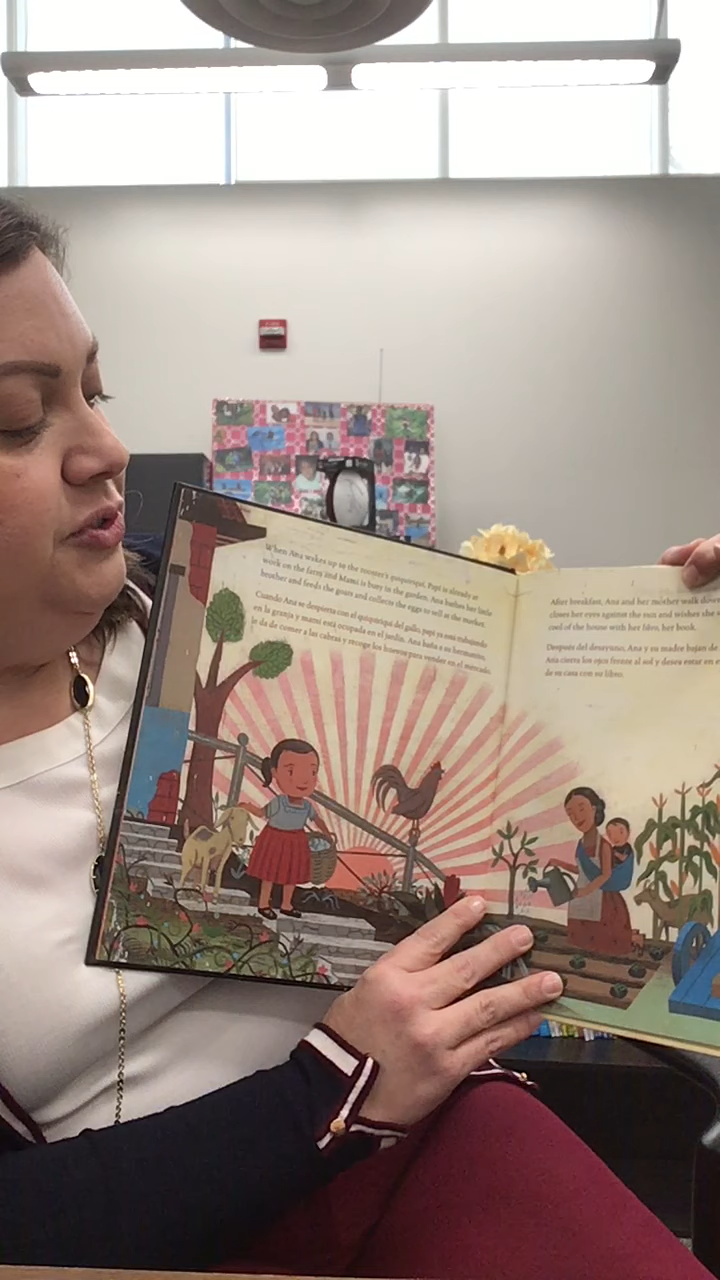 When Ana wakes up to the rooster's quiquiriquí, Papi is already at
work on the farm and Mami is busy in the garden. Ana bathes her little
brother and feeds the goats and collects the eggs to sell at the market.
Cuando Ana se despierta con el quiquiriquí del gallo, papi ya está trabajando
en la granja y mami está ocupada en el jardín. Ana baña a su hermanito,
le da de comer a las cabras y recoge los huevos para vender en el mercado.
After breakfast, Ana and her mother walk down
closes her eyes against the sun and wishes she
cool of the house with her libro, her book.
Después del desayuno, Ana y su madre bajan de
Ana cierra los ojos frente al sol y desea estar en
de su casa con su libro.